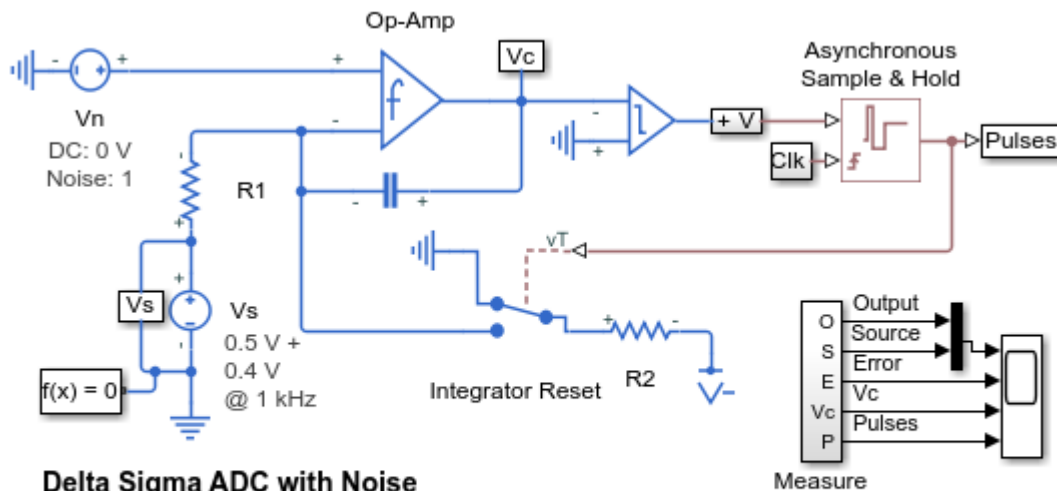 Op-Amp
Vc
Asynchronous
Sample & Hold
- +
+
-
Vn
DC: 0 V
Noise: 1
-
+
-
+ V
Clk
Pulses
-
R1
- +
+
vT
Vs
+
-
Vs
0.5 V +
0.4 V
@ 1 kHz
f(x) = 0
+ -
R2
V-
Integrator Reset
O Output
S Source
E Error
Vc Vc
P Pulses
Measure
Delta Sigma ADC with Noise